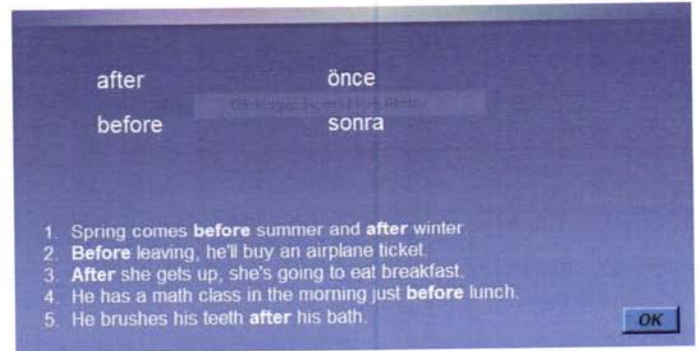 after önce
before sonra
1. Spring comes before summer and after winter.
2. Before leaving, he'll buy an airplane ticket.
3. After she gets up, she's going to eat breakfast.
4. He has a math class in the morning just before lunch.
5. He brushes his teeth after his bath.
OK